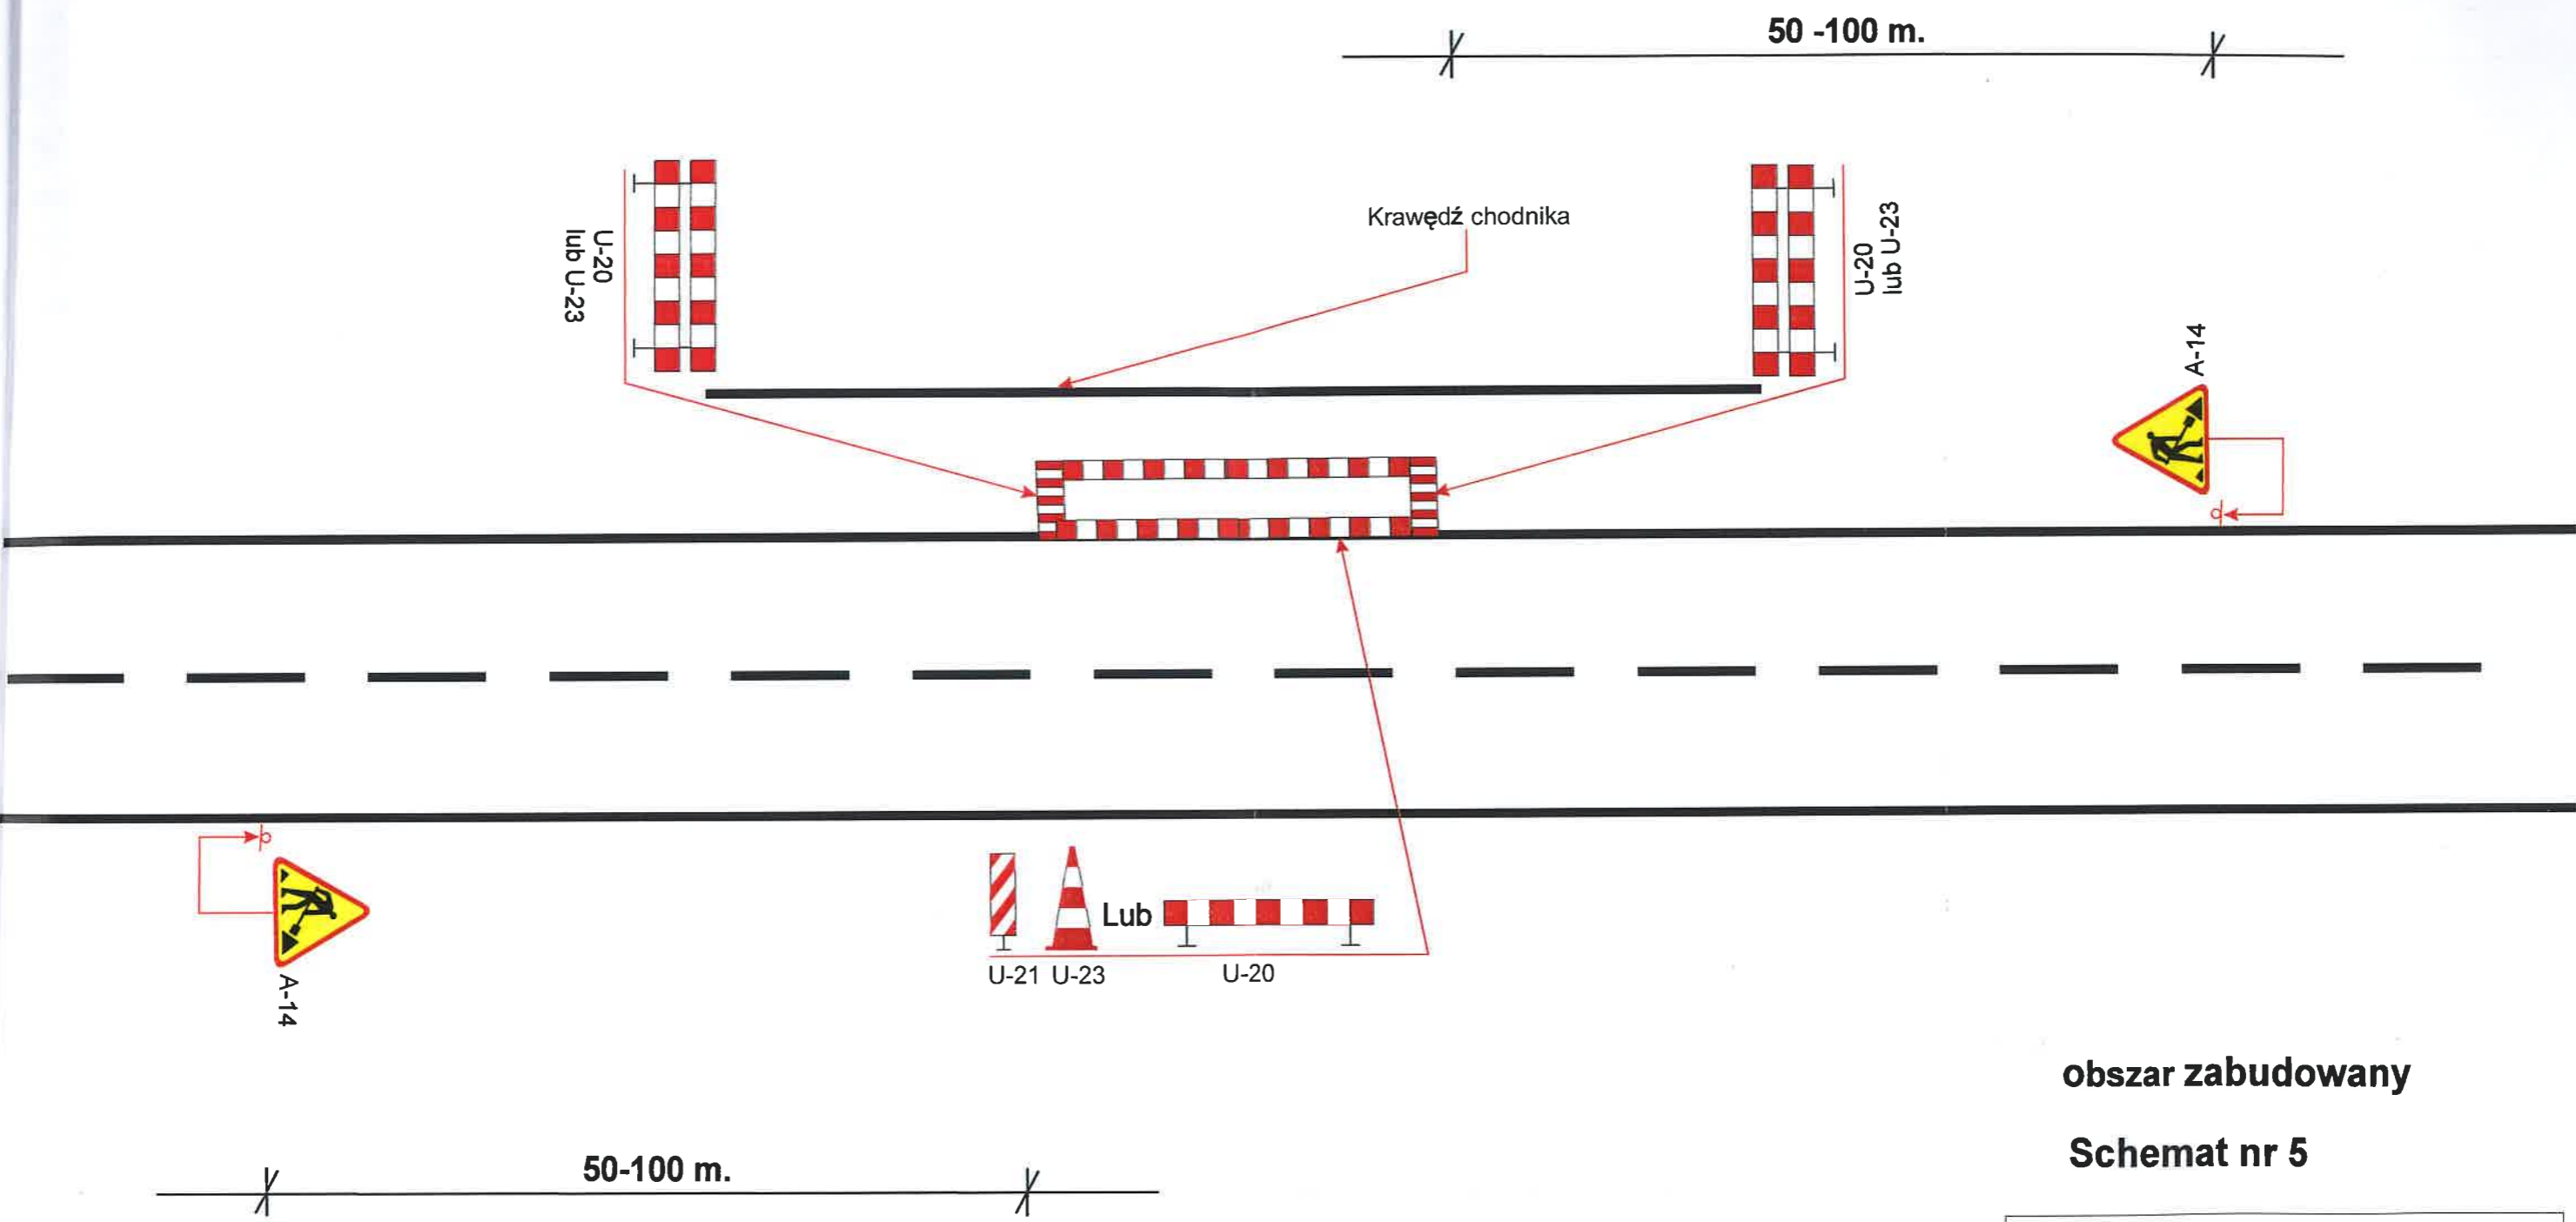 50 -100 m.
Krawędź chodnika
U-20
lub U-23
U-20
lub U-23
A-14
Lub
U-21 U-23 U-20
A-14
obszar zabudowany
Schemat nr 5
50-100 m.